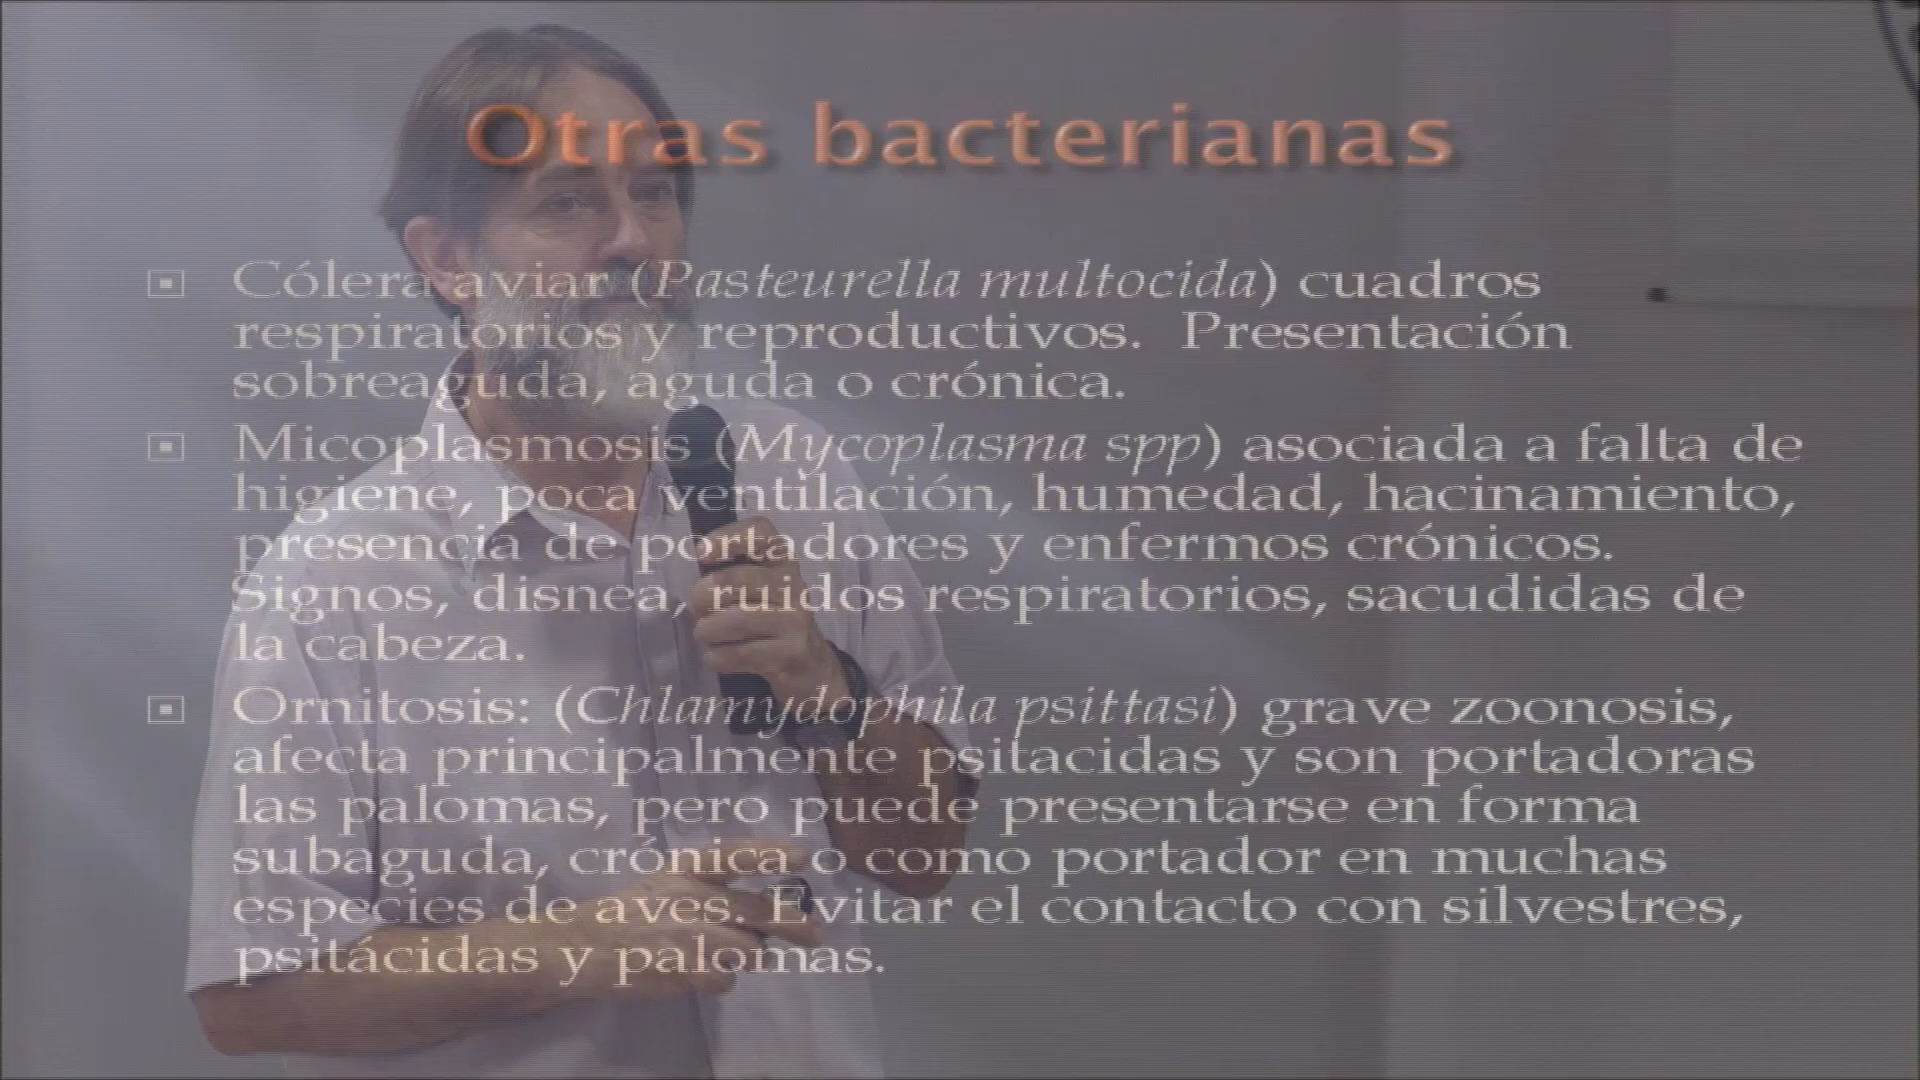 Otras bacterianas
Cólera aviar (Pasteurella multocida) cuadros
respiratorios y reproductivos. Presentación
sobreaguda, aguda o crónica.
Micoplasmosis (Mycoplasma spp) asociada a falta de
higiene, poca ventilación, humedad, hacinamiento,
presencia de portadores y enfermos crónicos.
Signos, disnea, ruidos respiratorios, sacudidas de
la cabeza.
Ornitosis: (Chlamydophila psittasi) grave zoonosis,
afecta principalmente psitacidas y son portadoras
las palomas, pero puede presentarse en forma
subaguda, crónica o como portador en muchas
especies de aves. Evitar el contacto con silvestres,
psitácidas y palomas.